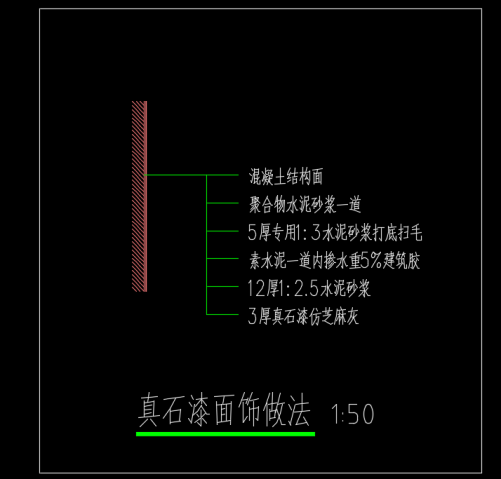 混凝土结构面
聚合物水泥砂浆一道
5厚专用1:3水泥砂浆打底扫毛
素水泥一道内掺水重5%建筑胶
12厚1:2.5水泥砂浆
3厚真石漆仿芝麻灰
真石漆面饰做法 1:50